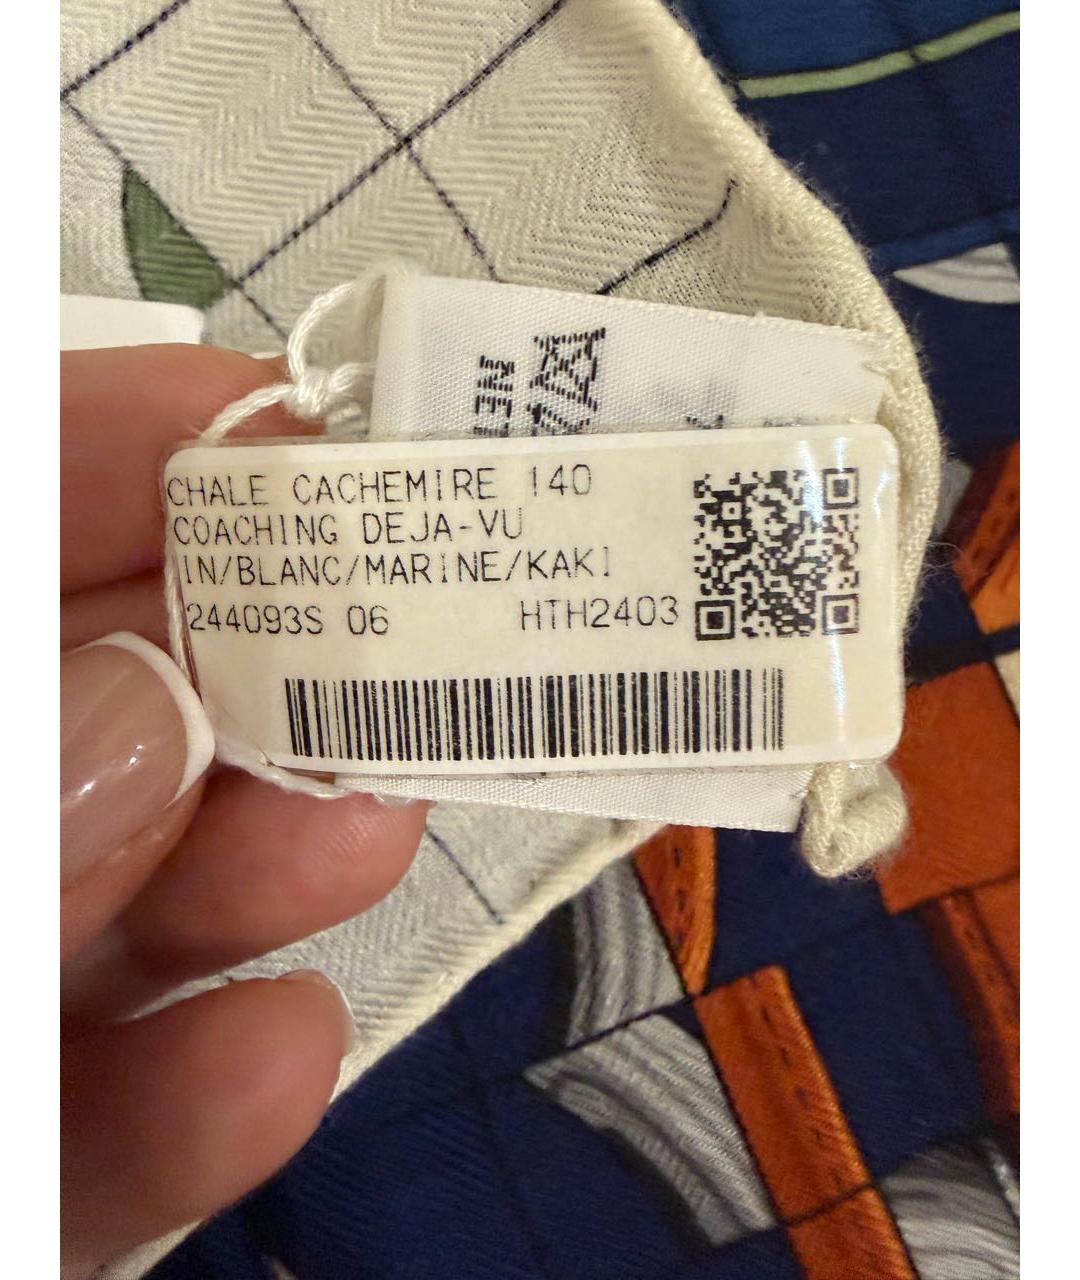 CHALE CACHEMIRE 140
COACHING DEJA-VU
IN/BLANC/MARINE/KAKI
244093S 06 HTH2403